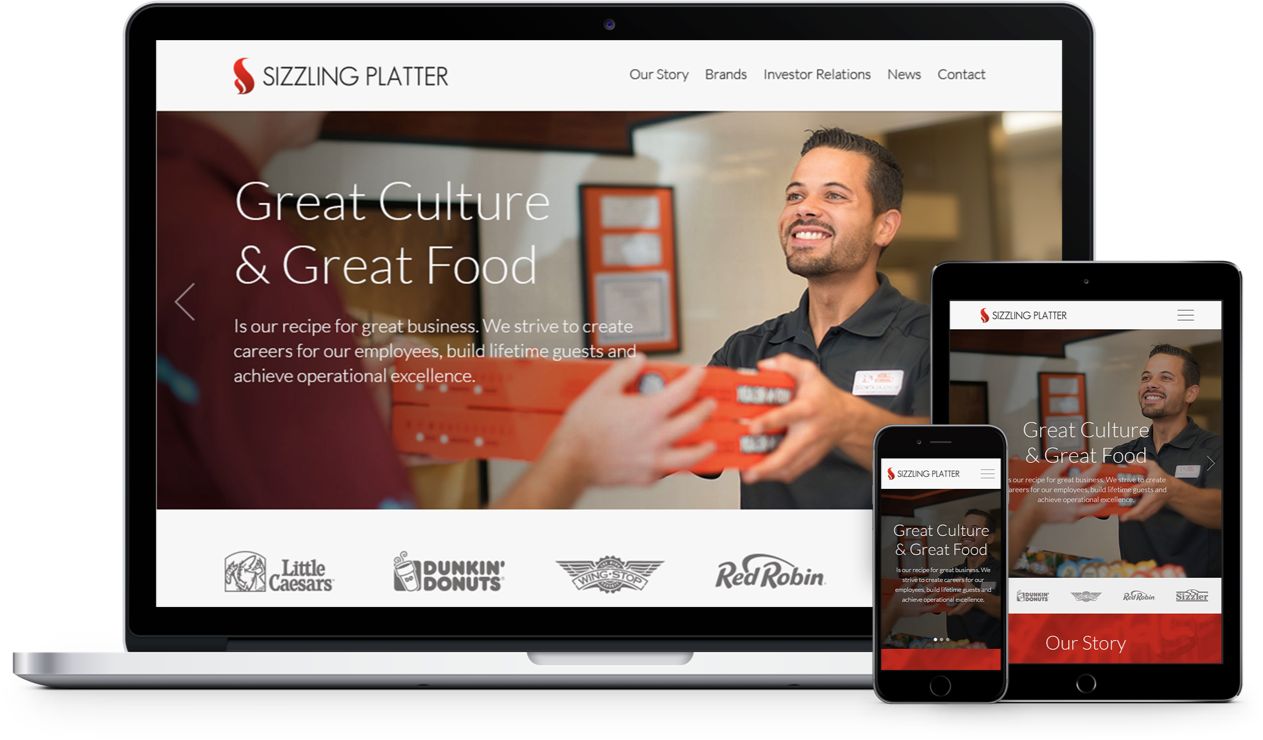 SIZZLING PLATTER
Our Story Brands Investor Relations News Contact
Great Culture
& Great Food
Is our recipe for great business. We strive to create
careers for our employees, build lifetime guests and
achieve operational excellence.
Little
Caesars
DUNKIN'
DONUTS
WING·STOP
Red Robin
SIZZLING PLATTER
Great Culture
& Great Food
s our recipe for great business. We strive to create
areers for our employees, build lifetime guests and
achieve operational excellence.
DUNKIN'
DONUTS
Red Robin
Sizzler
Our Story
SIZZLING PLATTER
Great Culture
& Great Food
Is our recipe for great business. We
strive to create careers for our
employees, build lifetime guests and
achieve operational excellence.